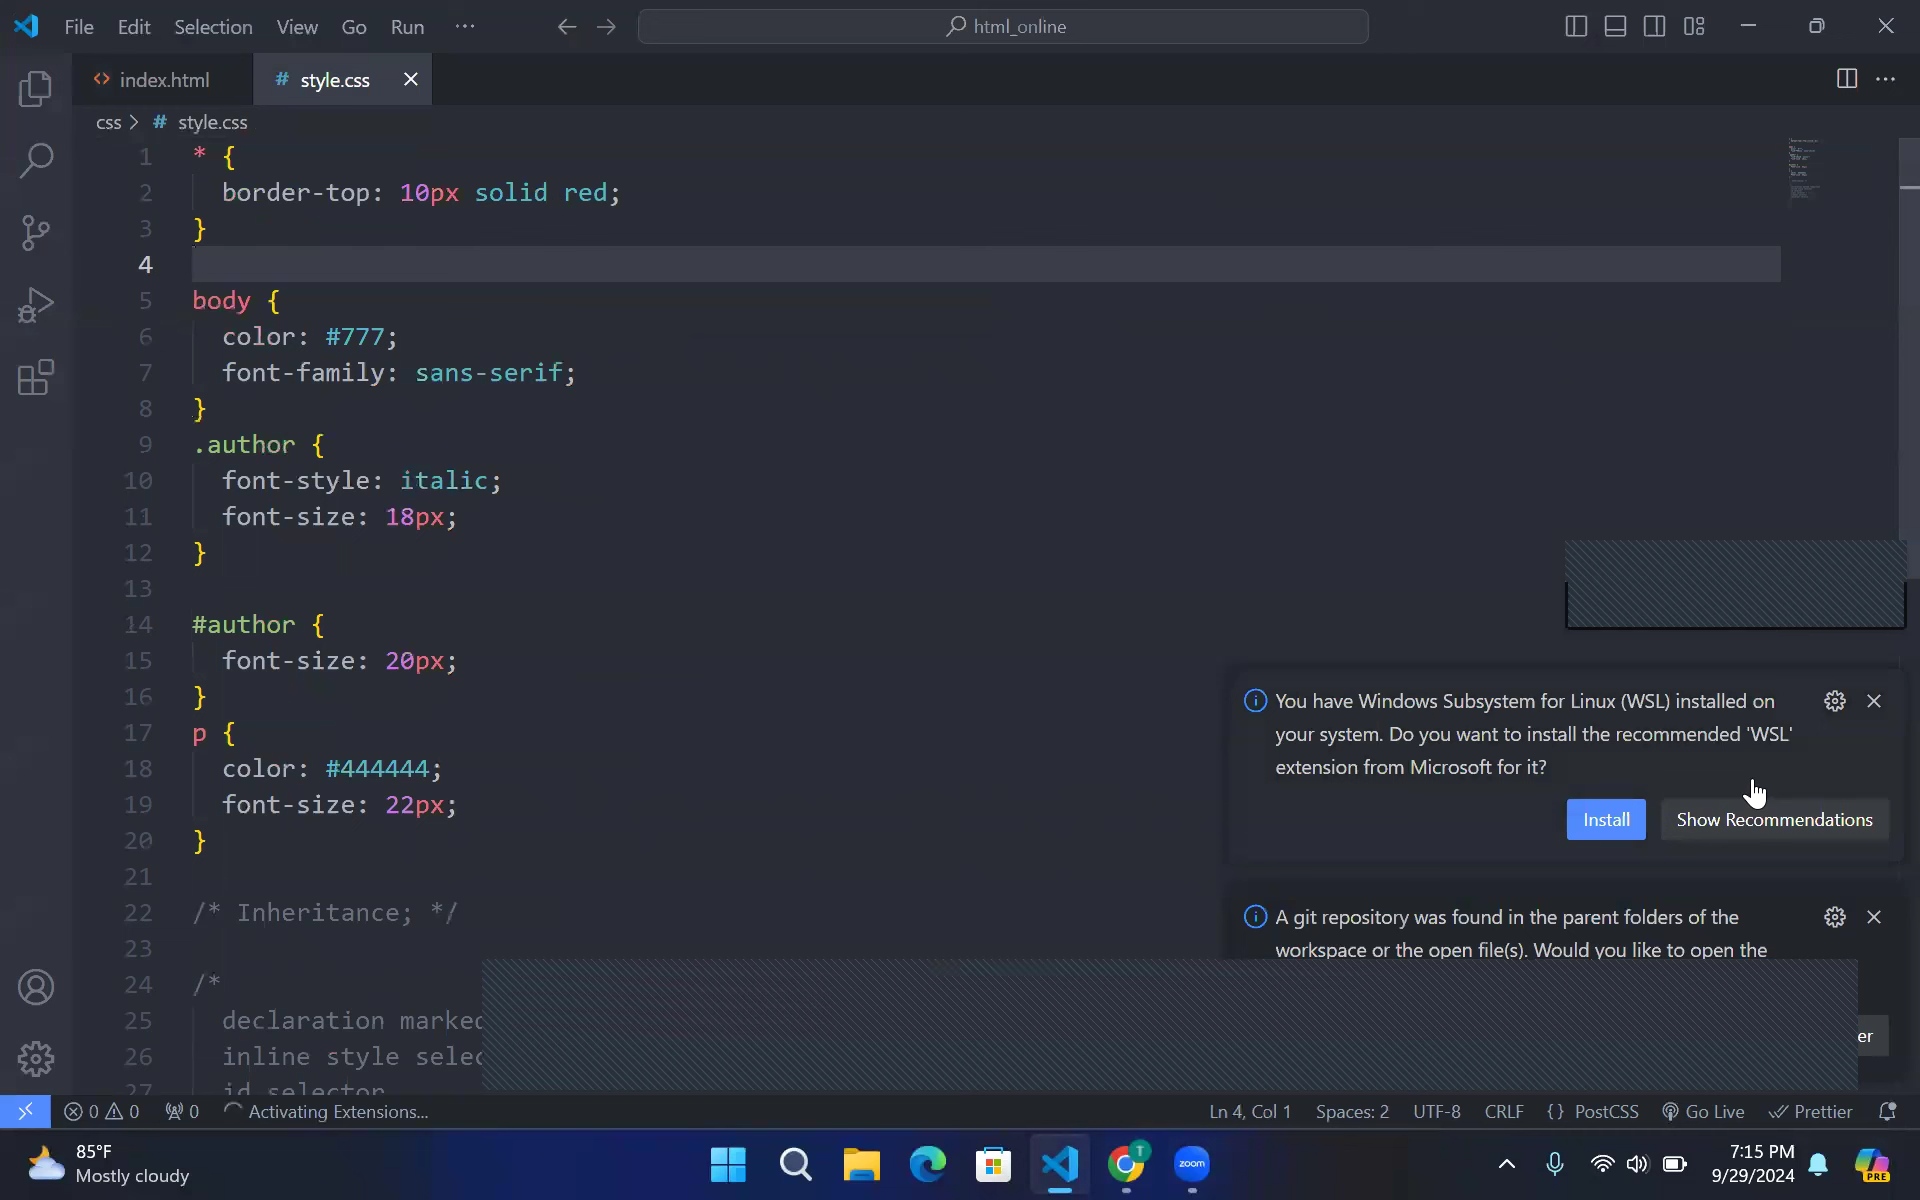 File Edit Selection View Go Run ···
html_online
index.html
# style.css
css > # style.css
1 * {
2 border-top: 10px solid red;
3 }
4
5 body {
6 color: #777;
7 font-family: sans-serif;
8 }
9 .author {
10 font-style: italic;
11 font-size: 18px;
12 }
13
14 #author {
15 font-size: 20px;
16 }
17 p {
18 color: #444444;
19 font-size: 22px;
20 }
21
22 /* Inheritance; */
23
24 /*
25 declaration marked
26 inline style
27 id selector
You have Windows Subsystem for Linux (WSL) installed on
your system. Do you want to install the recommended 'WSL'
extension from Microsoft for it?
Install Show Recommendations
A git repository was found in the parent folders of the
workspace or the open file(s). Would you like to open the
0 0 0 Activating Extensions... Ln 4, Col 1 Spaces: 2 UTF-8 CRLF {} PostCSS Go Live Prettier
85°F
Mostly cloudy
T
zoom
7:15 PM
9/29/2024
PRE